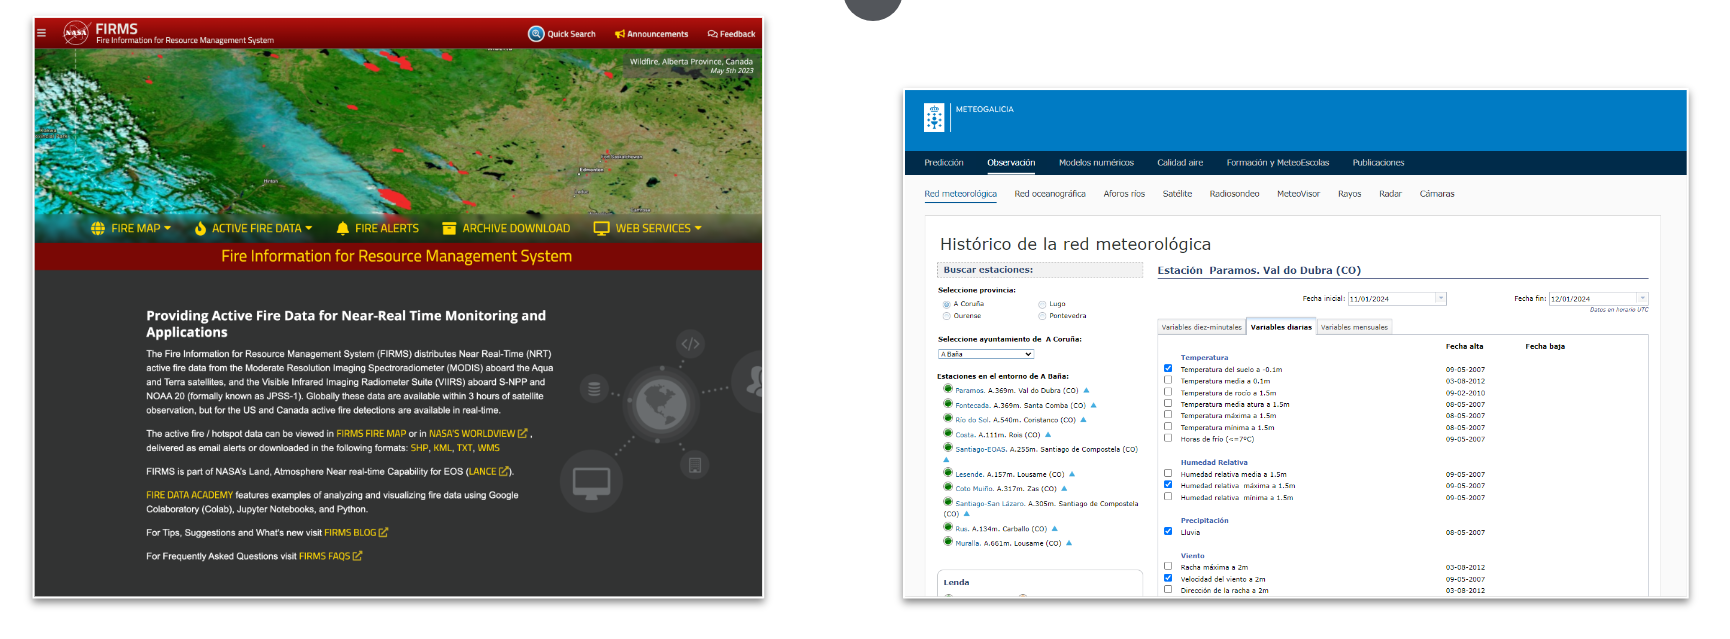 FIRMS
Fire Information for Resource Management System
Quick Search
Announcements
Feedback
Wildfire, Alberta Province, Canada
May 5th 2023
Edmonton
FIRE MAP
ACTIVE FIRE DATA
FIRE ALERTS
ARCHIVE DOWNLOAD
WEB SERVICES
Fire Information for Resource Management System
Providing Active Fire Data for Near-Real Time Monitoring and
Applications
The Fire Information for Resource Management System (FIRMS) distributes Near Real-Time (NRT)
active fire data from the Moderate Resolution Imaging Spectroradiometer (MODIS) aboard the Aqua
and Terra satellites, and the Visible Infrared Imaging Radiometer Suite (VIIRS) aboard S-NPP and
NOAA 20 (formally known as JPSS-1). Globally these data are available within 3 hours of satellite
observation, but for the US and Canada active fire detections are available in real-time.
The active fire / hotspot data can be viewed in FIRMS FIRE MAP or in NASA'S WORLDVIEW ,
delivered as email alerts or downloaded in the following formats: SHP, KML, TXT, WMS
FIRMS is part of NASA's Land, Atmosphere Near real-time Capability for EOS (LANCE ).
FIRE DATA ACADEMY features examples of analyzing and visualizing fire data using Google
Colaboratory (Colab), Jupyter Notebooks, and Python.
For Tips, Suggestions and What's new visit FIRMS BLOG
For Frequently Asked Questions visit FIRMS FAQS
METEOGALICIA
Predicción Observación Modelos numéricos Calidad aire Formación y MeteoEscolas Publicaciones
Red meteorológica Red oceanográfica Aforos ríos Satélite Radiosondeo MeteoVisor Rayos Radar Cámaras
Histórico de la red meteorológica
Buscar estaciones:
Seleccione provincia:
A Coruña Lugo
Ourense Pontevedra
Seleccione ayuntamiento de A Coruña:
A Baña
Estaciones en el entorno de A Baña:
Paramos. A.369m. Val do Dubra (CO)
Fontecada. A.369m. Santa Comba (CO)
Río do Sol. A.540m. Coristanco (CO)
Costa. A.111m. Rois (CO)
Santiago-EOAS. A.255m. Santiago de Compostela (CO)
Lesende. A.157m. Lousame (CO)
Coto Muiño. A.317m. Zas (CO)
Santiago-San Lázaro. A.305m. Santiago de Compostela
(CO)
Rus. A.134m. Carballo (CO)
Muralla. A.661m. Lousame (CO)
Lenda
Estación Paramos. Val do Dubra (CO)
Fecha inicial: 11/01/2024 Fecha fin: 12/01/2024
Datos en horario UTC
Variables diez-minutales Variables diarias Variables mensuales
Fecha alta Fecha baja
Temperatura
Temperatura del suelo a -0.1m 09-05-2007
Temperatura media a 0.1m 03-08-2012
Temperatura de rocío a 1.5m 09-02-2010
Temperatura media atura a 1.5m 08-05-2007
Temperatura máxima a 1.5m 08-05-2007
Temperatura mínima a 1.5m 08-05-2007
Horas de frío (<=7ºC) 09-05-2007
Humedad Relativa
Humedad relativa media a 1.5m 09-05-2007
Humedad relativa máxima a 1.5m 09-05-2007
Humedad relativa mínima a 1.5m 09-05-2007
Precipitación
Lluvia 08-05-2007
Viento
Racha máxima a 2m 03-08-2012
Velocidad del viento a 2m 09-05-2007
Dirección de la racha a 2m 03-08-2012